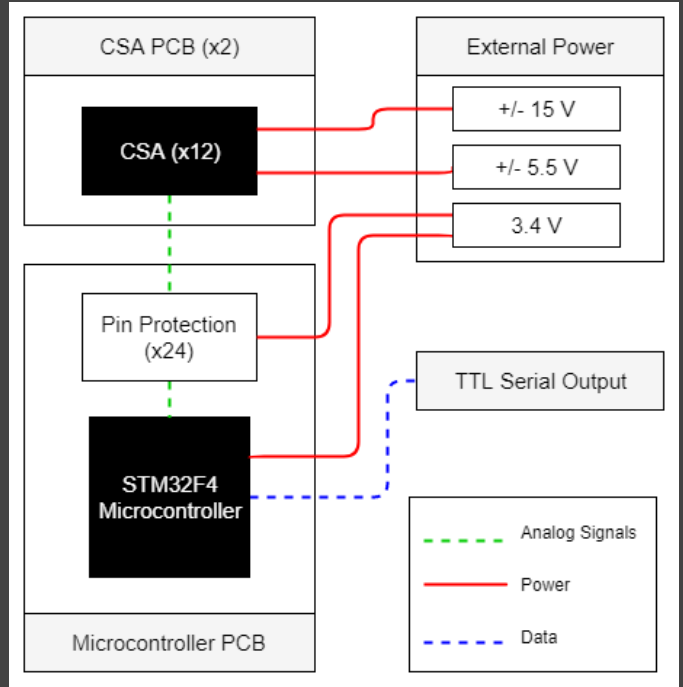 CSA PCB (x2)
CSA (x12)
External Power
+/- 15 V
+/- 5.5 V
3.4 V
Pin Protection
(x24)
STM32F4
Microcontroller
Microcontroller PCB
TTL Serial Output
Analog Signals
Power
Data